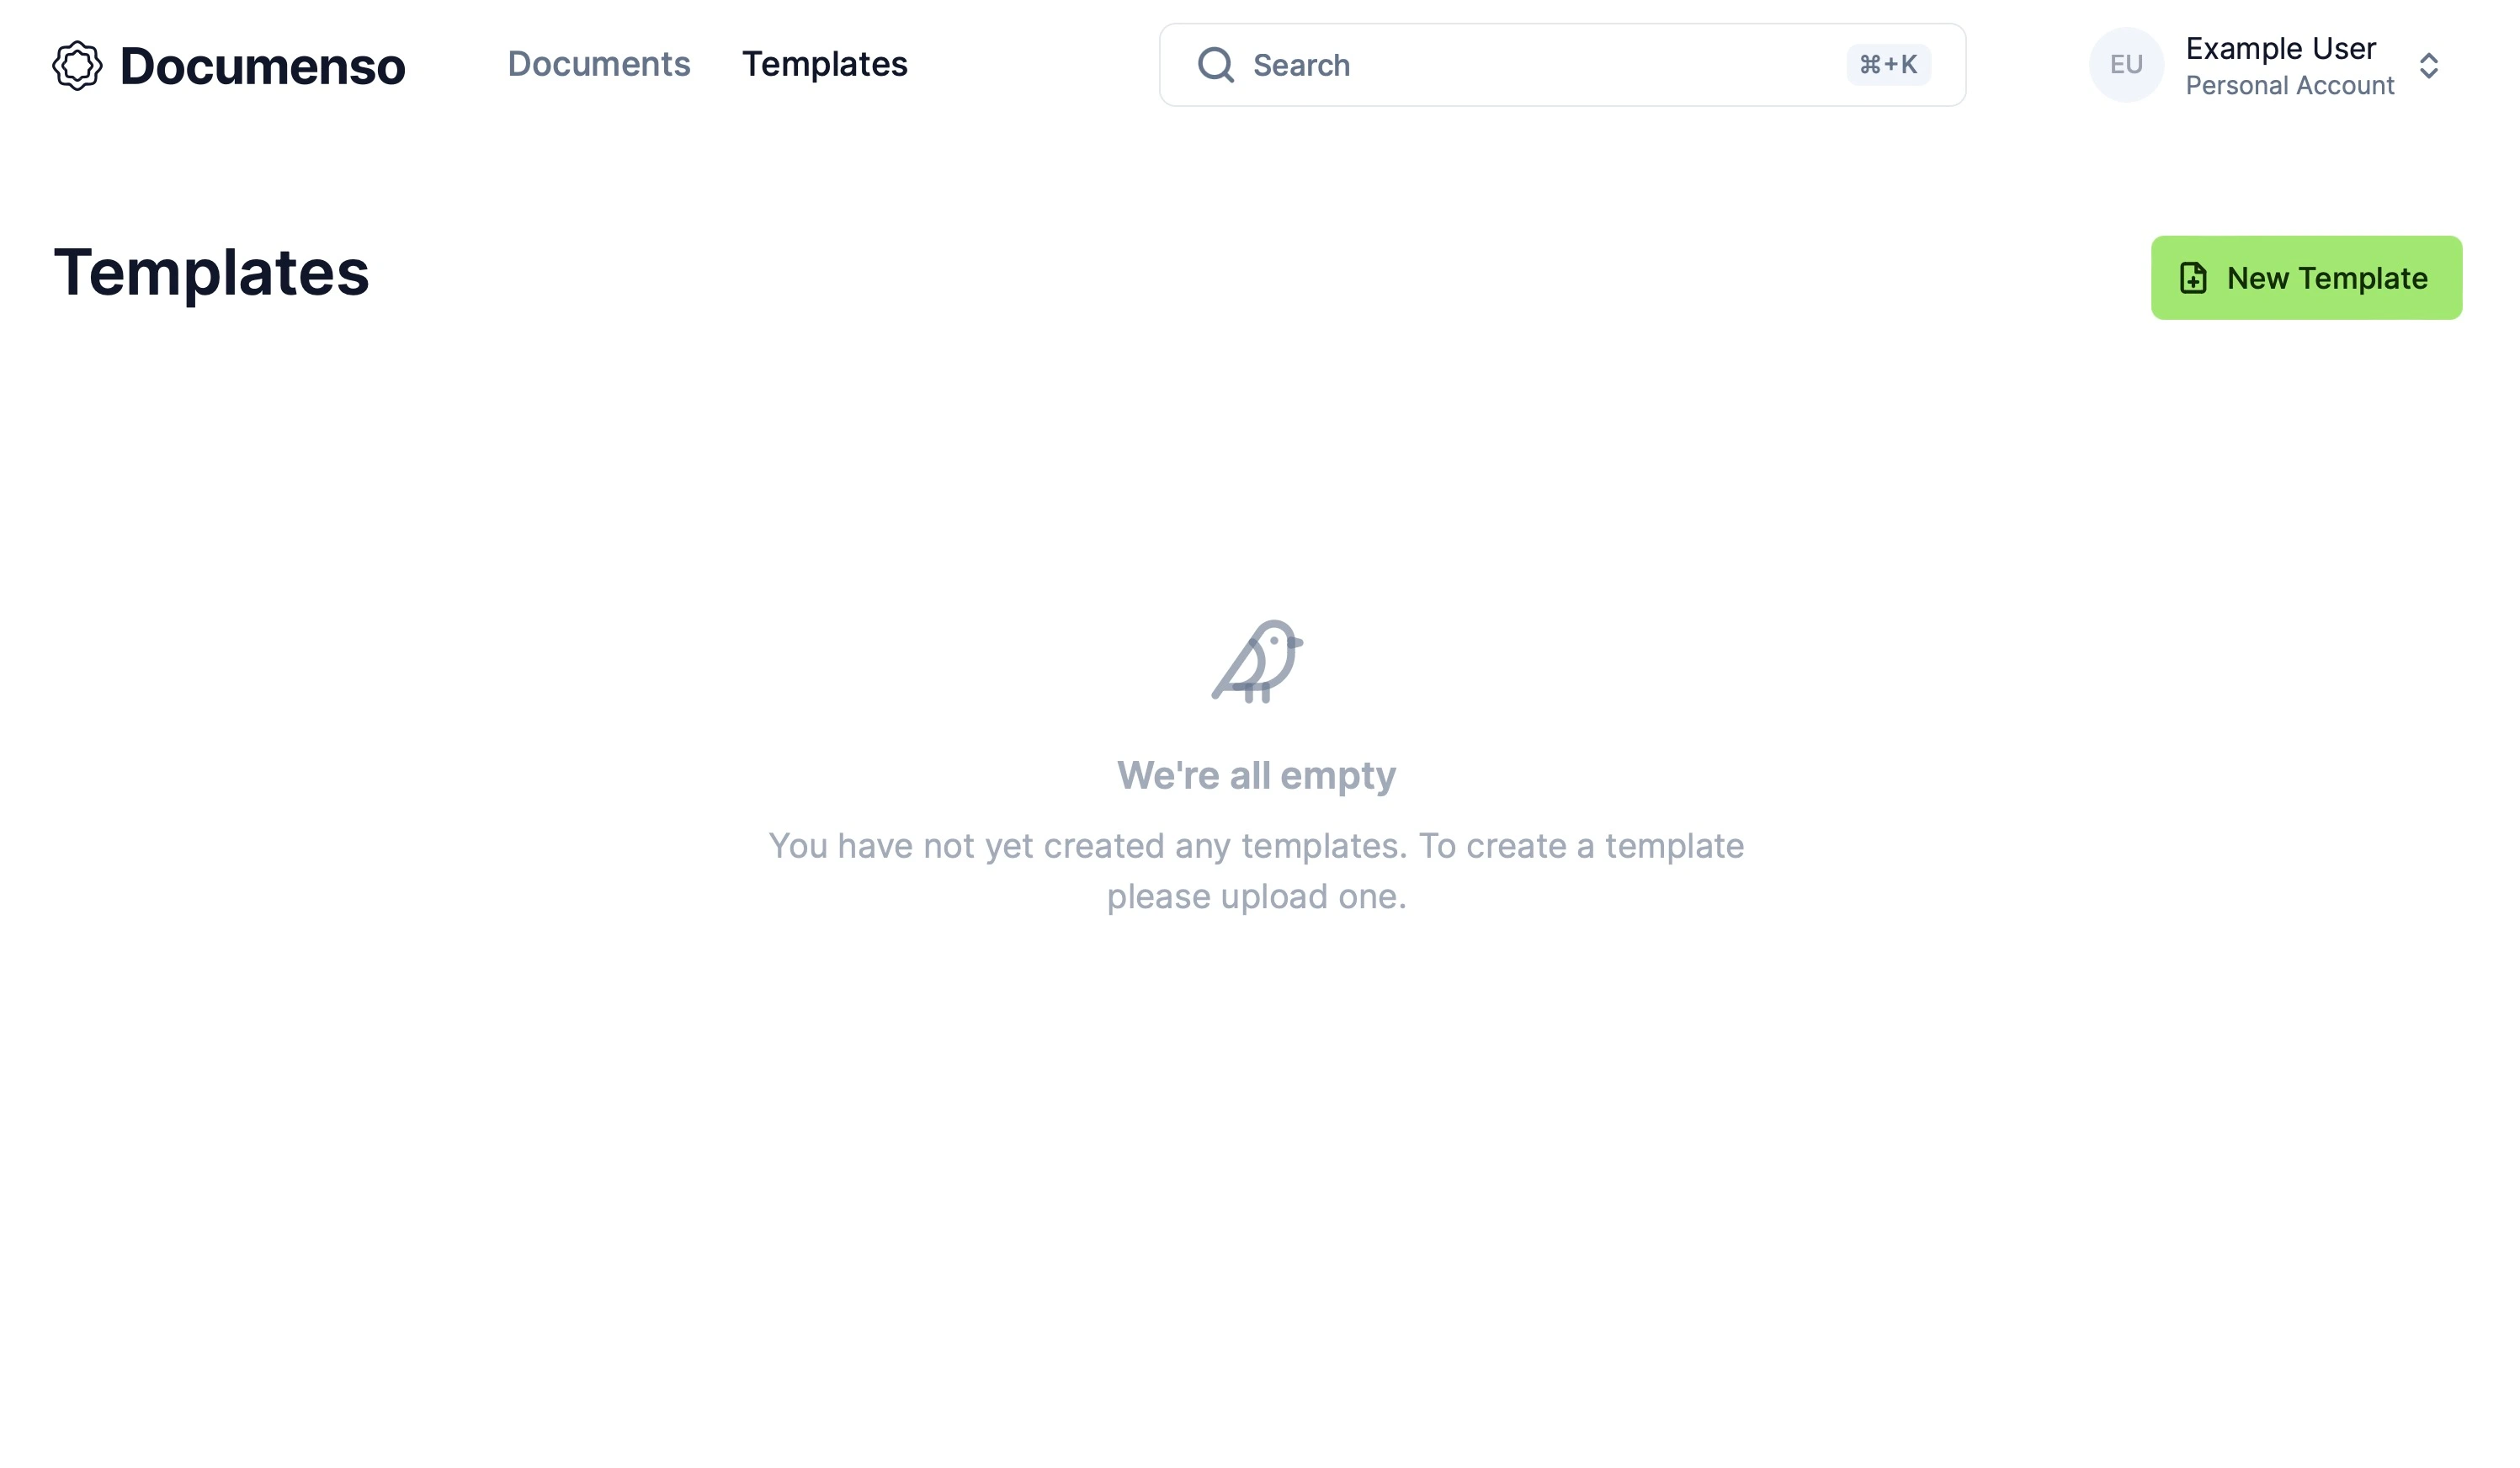 Documenso
Documents
Templates
Search
⌘+K
EU
Example User
Personal Account
Templates
New Template
We're all empty
You have not yet created any templates. To create a template
please upload one.